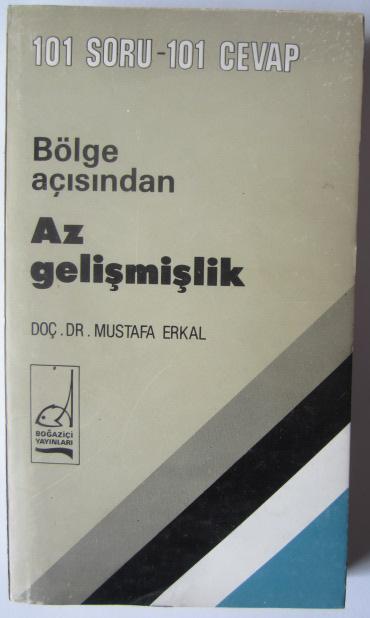 101 SORU-101 CEVAP
Bölge
açısından
Az
gelişmişlik
DOÇ. DR. MUSTAFA ERKAL
BOĞAZİÇİ
YAYINLARI